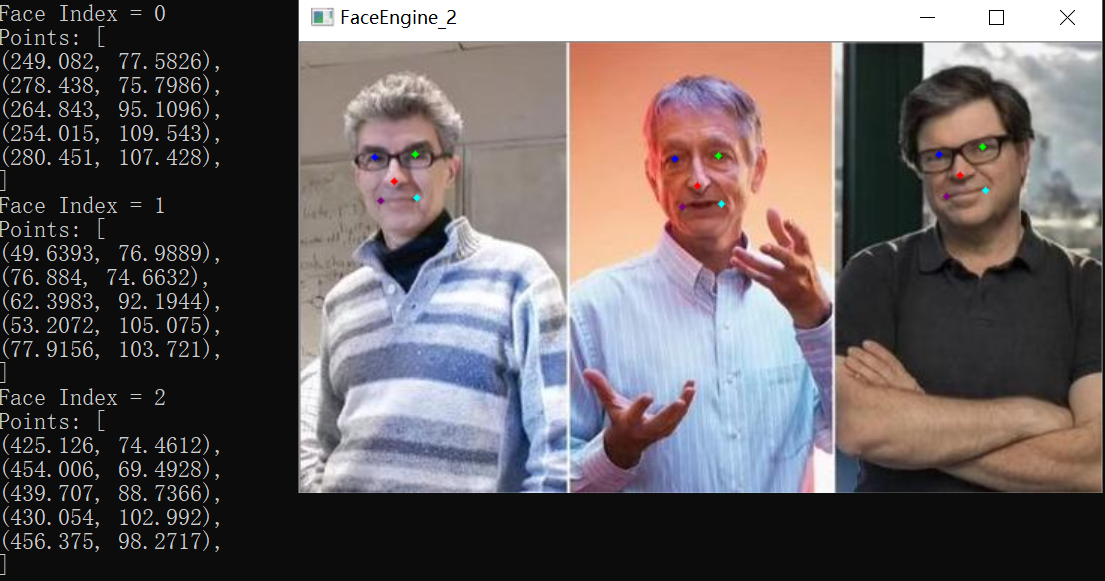 Face Index = 0
Points: [
(249.082, 77.5826),
(278.438, 75.7986),
(264.843, 95.1096),
(254.015, 109.543),
(280.451, 107.428),
]
Face Index = 1
Points: [
(49.6393, 76.9889),
(76.884, 74.6632),
(62.3983, 92.1944),
(53.2072, 105.075),
(77.9156, 103.721),
]
Face Index = 2
Points: [
(425.126, 74.4612),
(454.006, 69.4928),
(439.707, 88.7366),
(430.054, 102.992),
(456.375, 98.2717),
]
FaceEngine_2